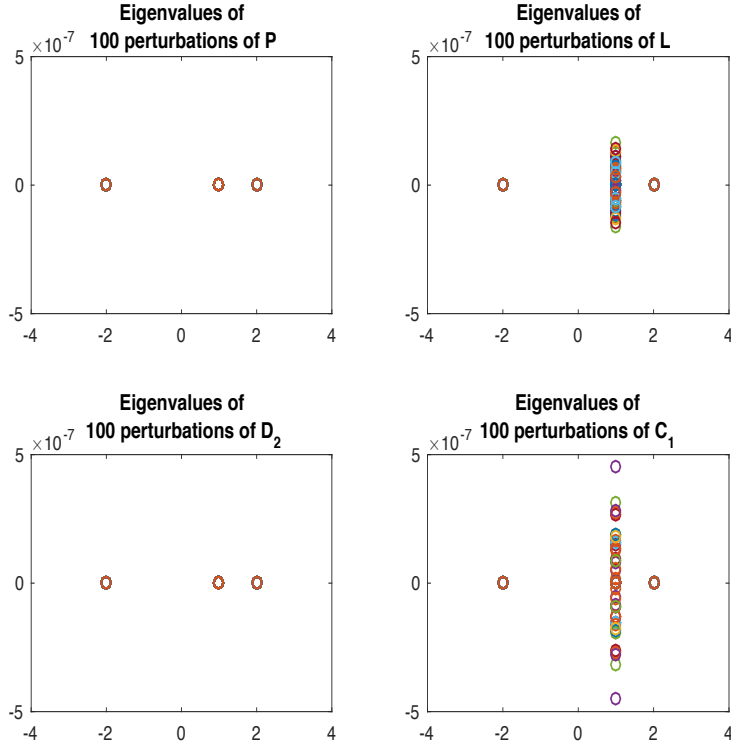 Eigenvalues of
100 perturbations of P
×10⁻⁷
5
0
-5
-4 -2 0 2 4
Eigenvalues of
100 perturbations of L
×10⁻⁷
5
0
-5
-4 -2 0 2 4
Eigenvalues of
100 perturbations of D₂
×10⁻⁷
5
0
-5
-4 -2 0 2 4
Eigenvalues of
100 perturbations of C₁
×10⁻⁷
5
0
-5
-4 -2 0 2 4